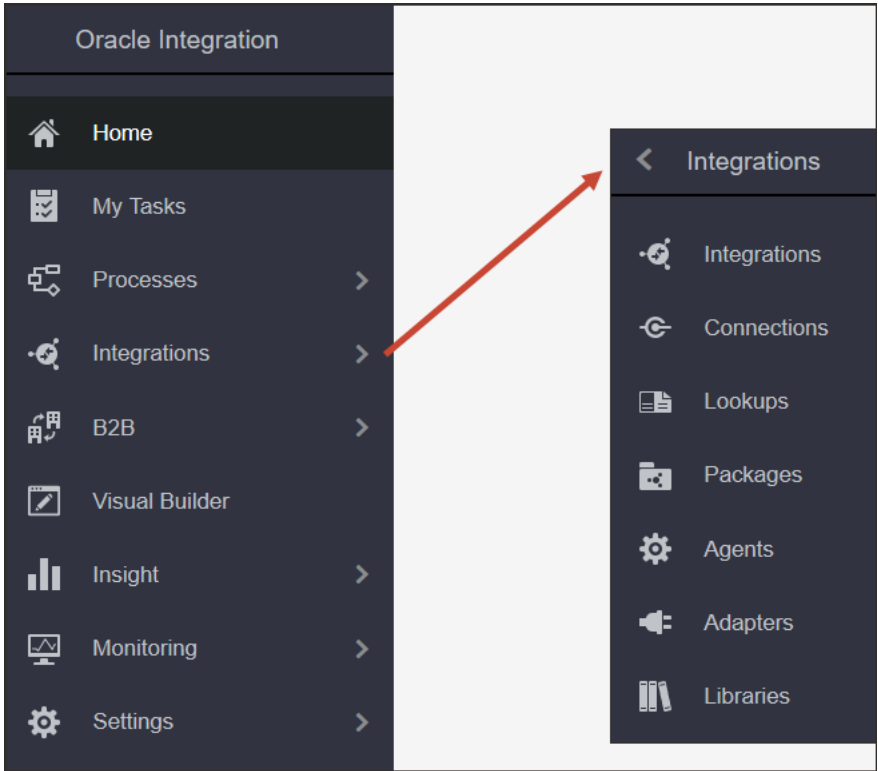 Oracle Integration
Home
My Tasks
Processes
Integrations
B2B
Visual Builder
Insight
Monitoring
Settings
Integrations
Integrations
Connections
Lookups
Packages
Agents
Adapters
Libraries